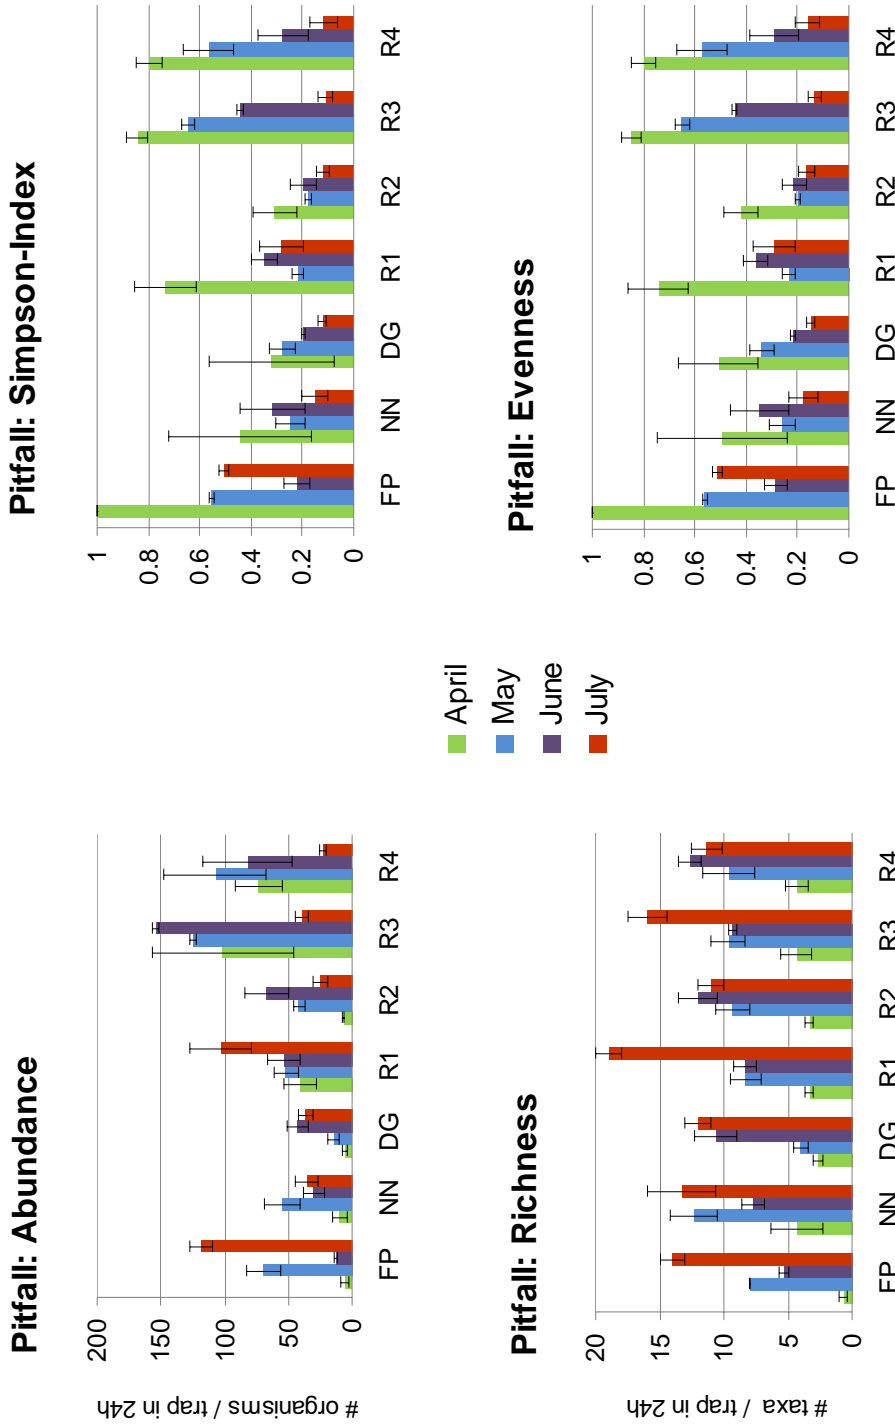 Pitfall: Abundance
# organisms / trap in 24h
200
150
100
50
0
FP NN DG R1 R2 R3 R4
Pitfall: Simpson-Index
1
0.8
0.6
0.4
0.2
0
FP NN DG R1 R2 R3 R4
April
May
June
July
Pitfall: Richness
# taxa / trap in 24h
20
15
10
5
0
FP NN DG R1 R2 R3 R4
Pitfall: Evenness
1
0.8
0.6
0.4
0.2
0
FP NN DG R1 R2 R3 R4